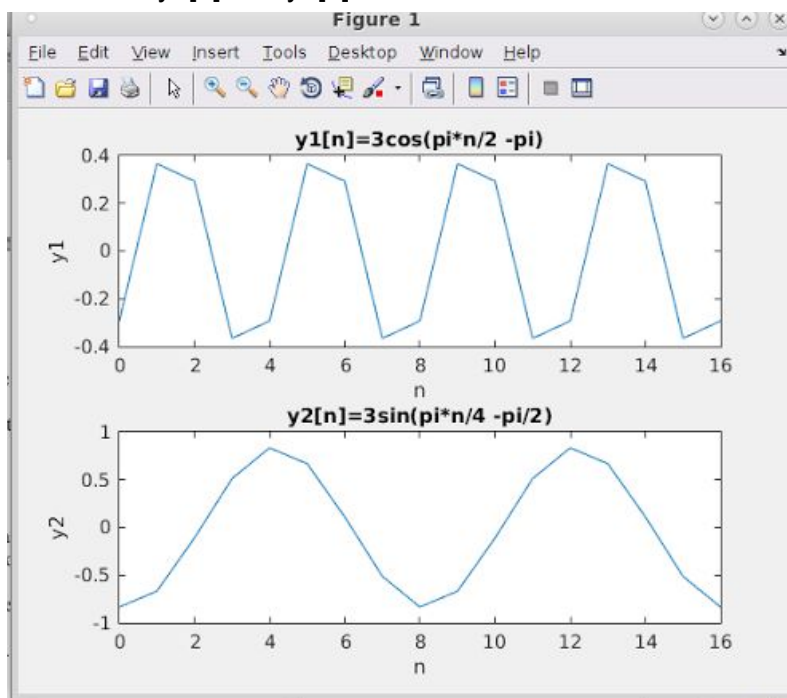 Figure 1
File Edit View Insert Tools Desktop Window Help
y1[n]=3cos(pi*n/2 -pi)
0.4
0.2
0
-0.2
-0.4
y1
0 2 4 6 8 10 12 14 16
n
y2[n]=3sin(pi*n/4 -pi/2)
1
0.5
0
-0.5
-1
y2
0 2 4 6 8 10 12 14 16
n